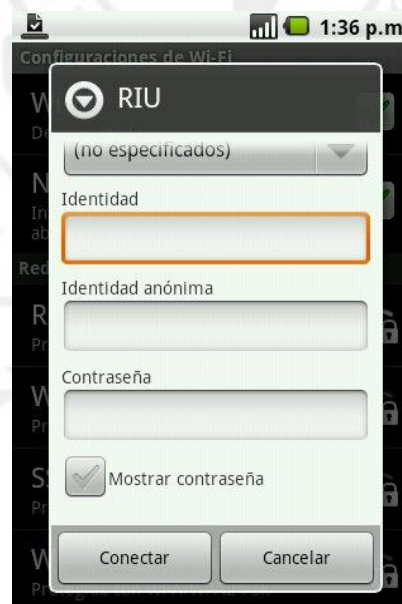 1:36 p.m
Configuraciones de Wi-Fi
RIU
(no especificados)
Identidad
Identidad anónima
Contraseña
Mostrar contraseña
Conectar
Cancelar